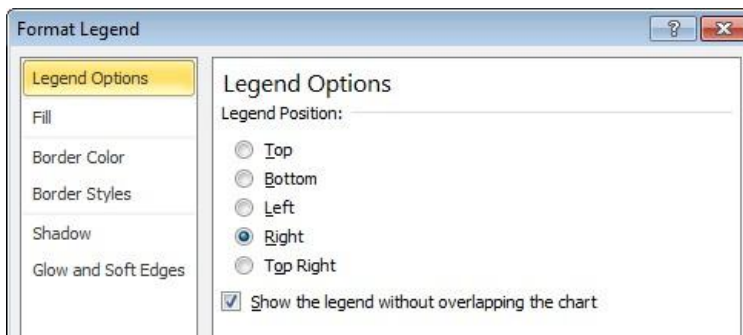 Format Legend
Legend Options
Fill
Border Color
Border Styles
Shadow
Glow and Soft Edges
Legend Options
Legend Position:
Top
Bottom
Left
Right
Top Right
Show the legend without overlapping the chart